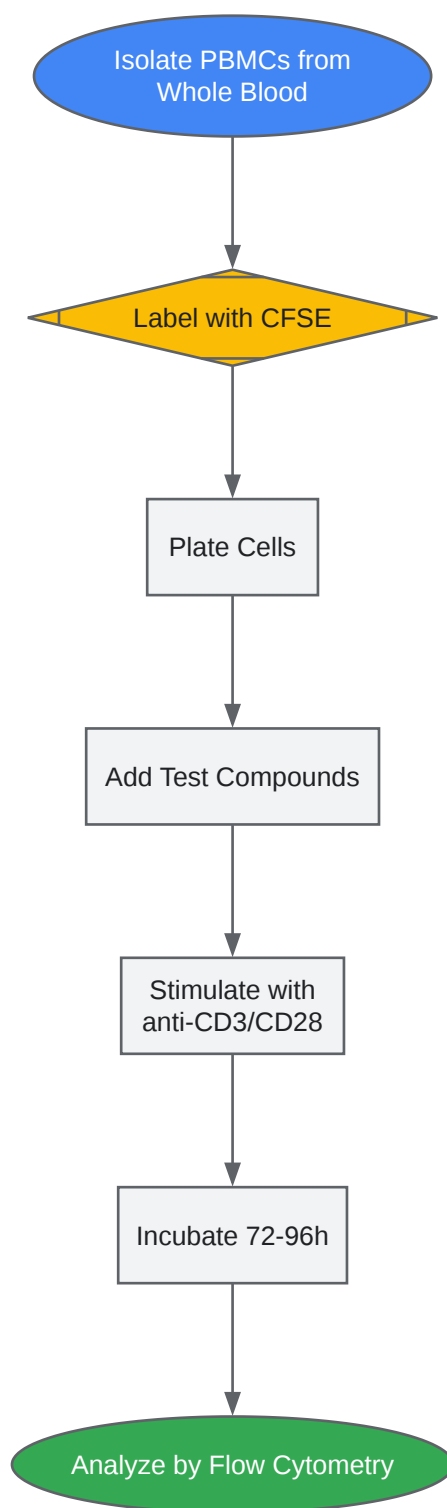 Isolate PBMCs from
Whole Blood
Label with CFSE
Plate Cells
Add Test Compounds
Stimulate with
anti-CD3/CD28
Incubate 72-96h
Analyze by Flow Cytometry